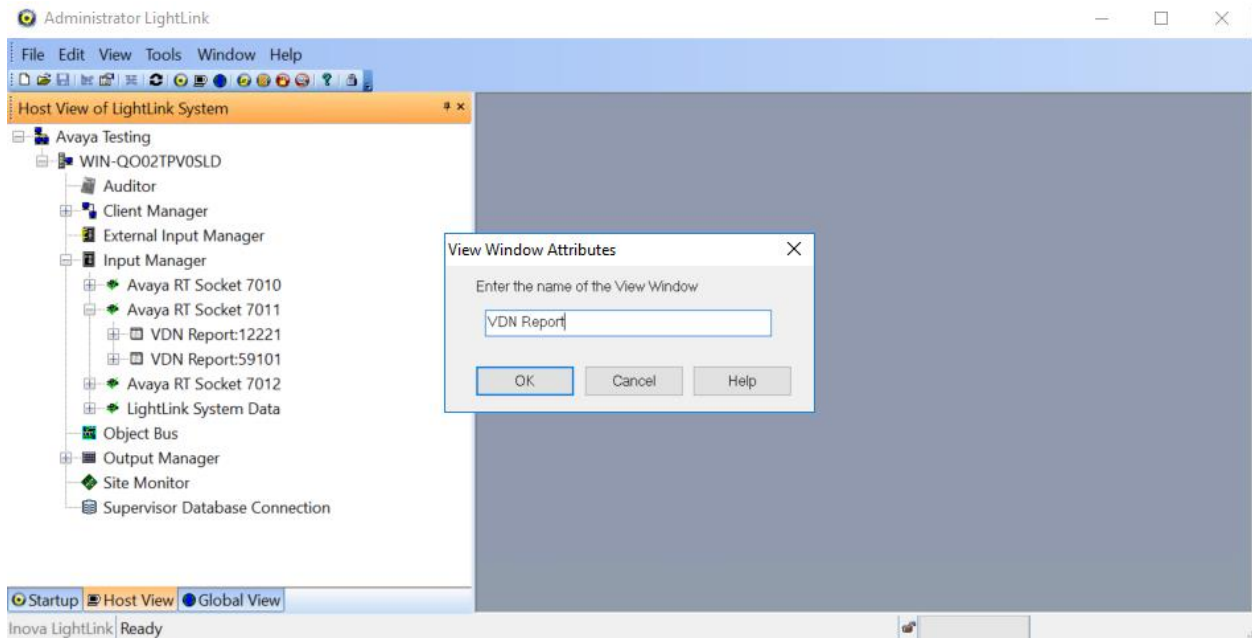 Administrator LightLink
File Edit View Tools Window Help
Host View of LightLink System
Avaya Testing
WIN-QO02TPV0SLD
Auditor
Client Manager
External Input Manager
Input Manager
Avaya RT Socket 7010
Avaya RT Socket 7011
VDN Report:12221
VDN Report:59101
Avaya RT Socket 7012
LightLink System Data
Object Bus
Output Manager
Site Monitor
Supervisor Database Connection
View Window Attributes
Enter the name of the View Window
VDN Report
OK Cancel Help
Startup Host View Global View
Inova LightLink Ready